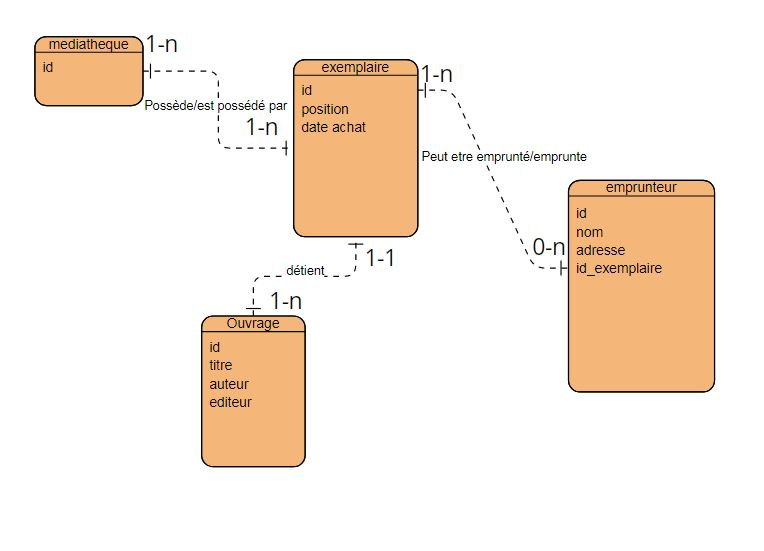 mediatheque
id
1-n
Possède/est possédé par
1-n
exemplaire
id
position
date achat
1-n
Peut etre emprunté/emprunte
0-n
emprunteur
id
nom
adresse
id_exemplaire
1-1
détient
1-n
Ouvrage
id
titre
auteur
editeur